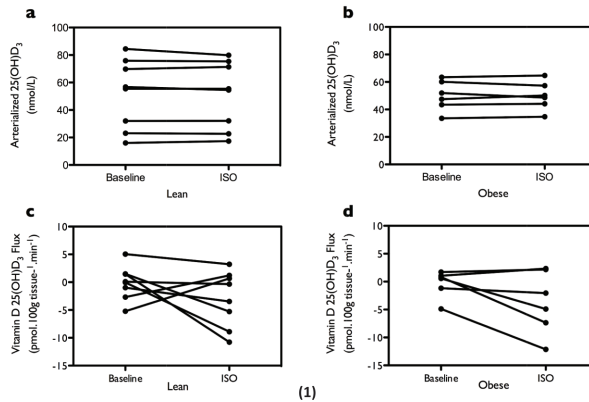 a
Arterialized 25(OH)D3
(nmol/L)
100
80
60
40
20
0
Baseline
ISO
Lean
b
Arterialized 25(OH)D3
(nmol/L)
100
80
60
40
20
0
Baseline
ISO
Obese
c
Vitamin D 25(OH)D3 Flux
(pmol.100g tissue-1.min-1)
10
5
0
-5
-10
-15
Baseline
ISO
Lean
d
Vitamin D 25(OH)D3 Flux
(pmol.100g tissue-1.min-1)
10
5
0
-5
-10
-15
Baseline
ISO
Obese
(1)